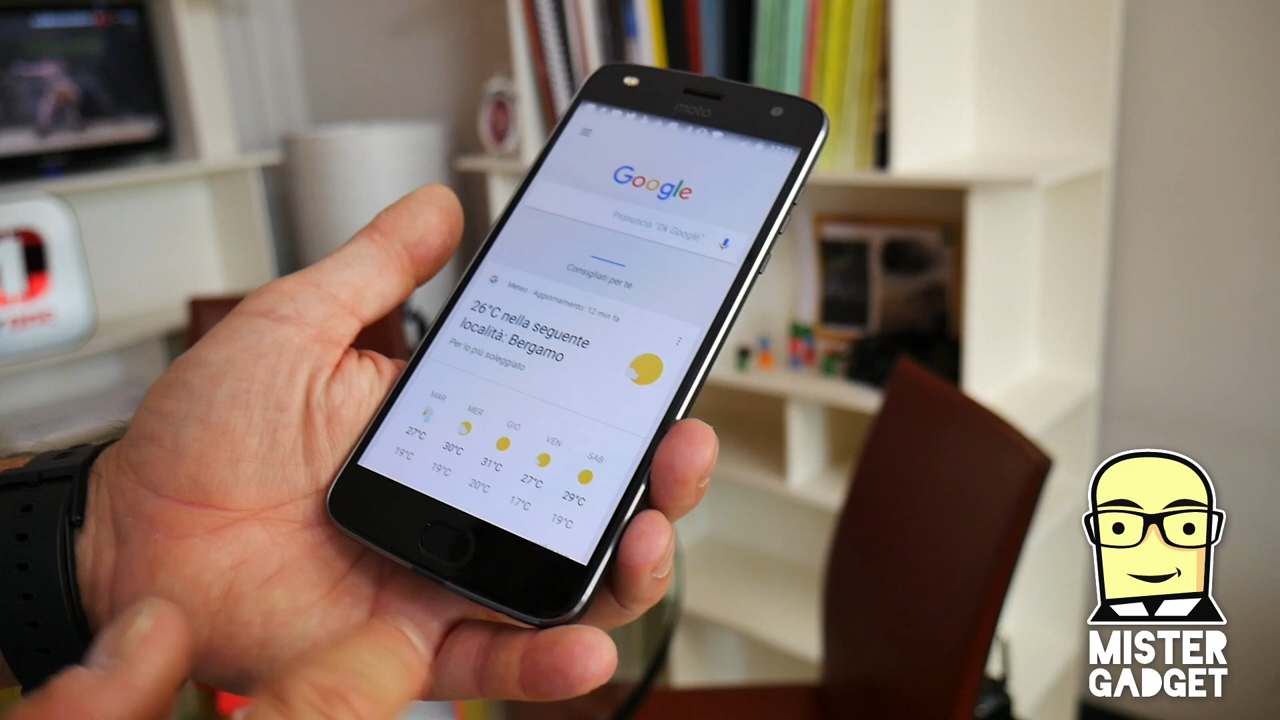 moto
Google
Pronuncia "Ok Google"
Consigliati per te
Meteo · Aggiornamento: 12 min fa
26°C nella seguente
località: Bergamo
Per lo più soleggiato
MAR MER GIO VEN SAB
27°C 30°C 31°C 27°C 29°C
19°C 19°C 20°C 17°C 19°C
MISTER
GADGET